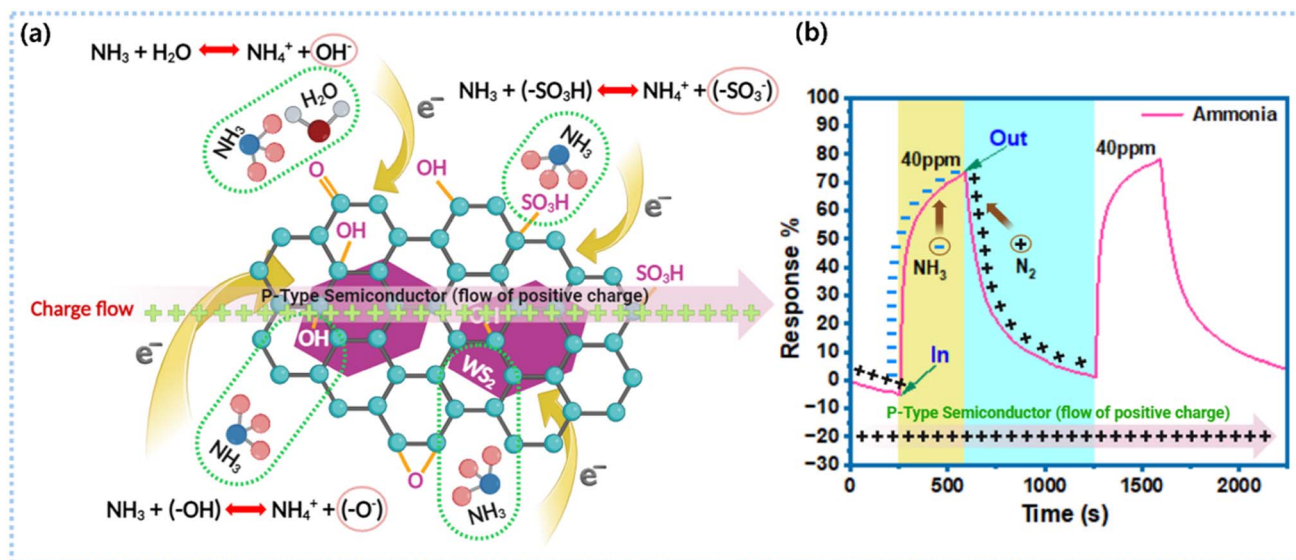 (a)
NH₃ + H₂O ⟷ NH₄⁺ + OH⁻
NH₃ + (-SO₃H) ⟷ NH₄⁺ + (-SO₃⁻)
H₂O
NH₃
e⁻
NH₃
e⁻
O
OH
SO₃H
OH
SO₃H
P-Type Semiconductor (flow of positive charge)
Charge flow
++++++++++++++++++++++++++++++
OH
WS₂
e⁻
NH₃
O
NH₃
e⁻
NH₃ + (-OH) ⟷ NH₄⁺ + (-O⁻)
(b)
Response %
100
90
80
70
60
50
40
30
20
10
0
−10
−20
−30
Ammonia
40ppm
Out
40ppm
−
NH₃
+
N₂
In
P-Type Semiconductor (flow of positive charge)
++++++++++++++++++++++++++++++
0
500
1000
1500
2000
Time (s)